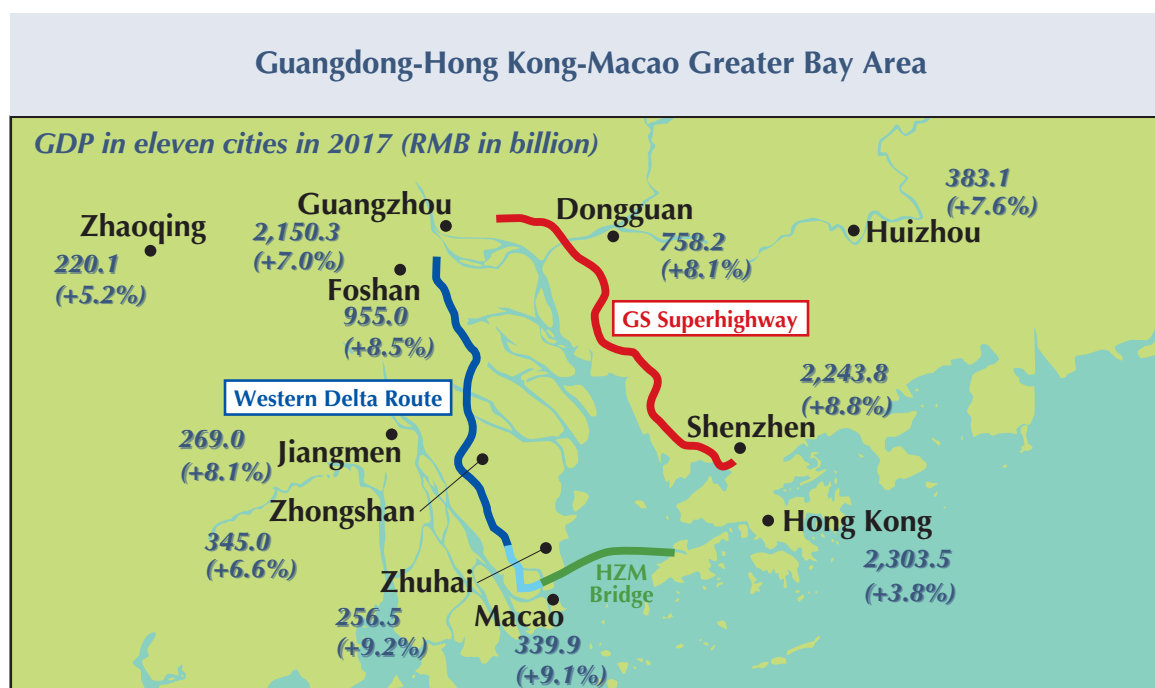 Guangdong-Hong Kong-Macao Greater Bay Area
GDP in eleven cities in 2017 (RMB in billion)
Zhaoqing
220.1
(+5.2%)
Guangzhou
2,150.3
(+7.0%)
Foshan
955.0
(+8.5%)
Dongguan
758.2
(+8.1%)
Huizhou
383.1
(+7.6%)
GS Superhighway
Western Delta Route
Shenzhen
2,243.8
(+8.8%)
Jiangmen
269.0
(+8.1%)
Zhongshan
345.0
(+6.6%)
Hong Kong
2,303.5
(+3.8%)
Zhuhai
256.5
(+9.2%)
HZM
Bridge
Macao
339.9
(+9.1%)